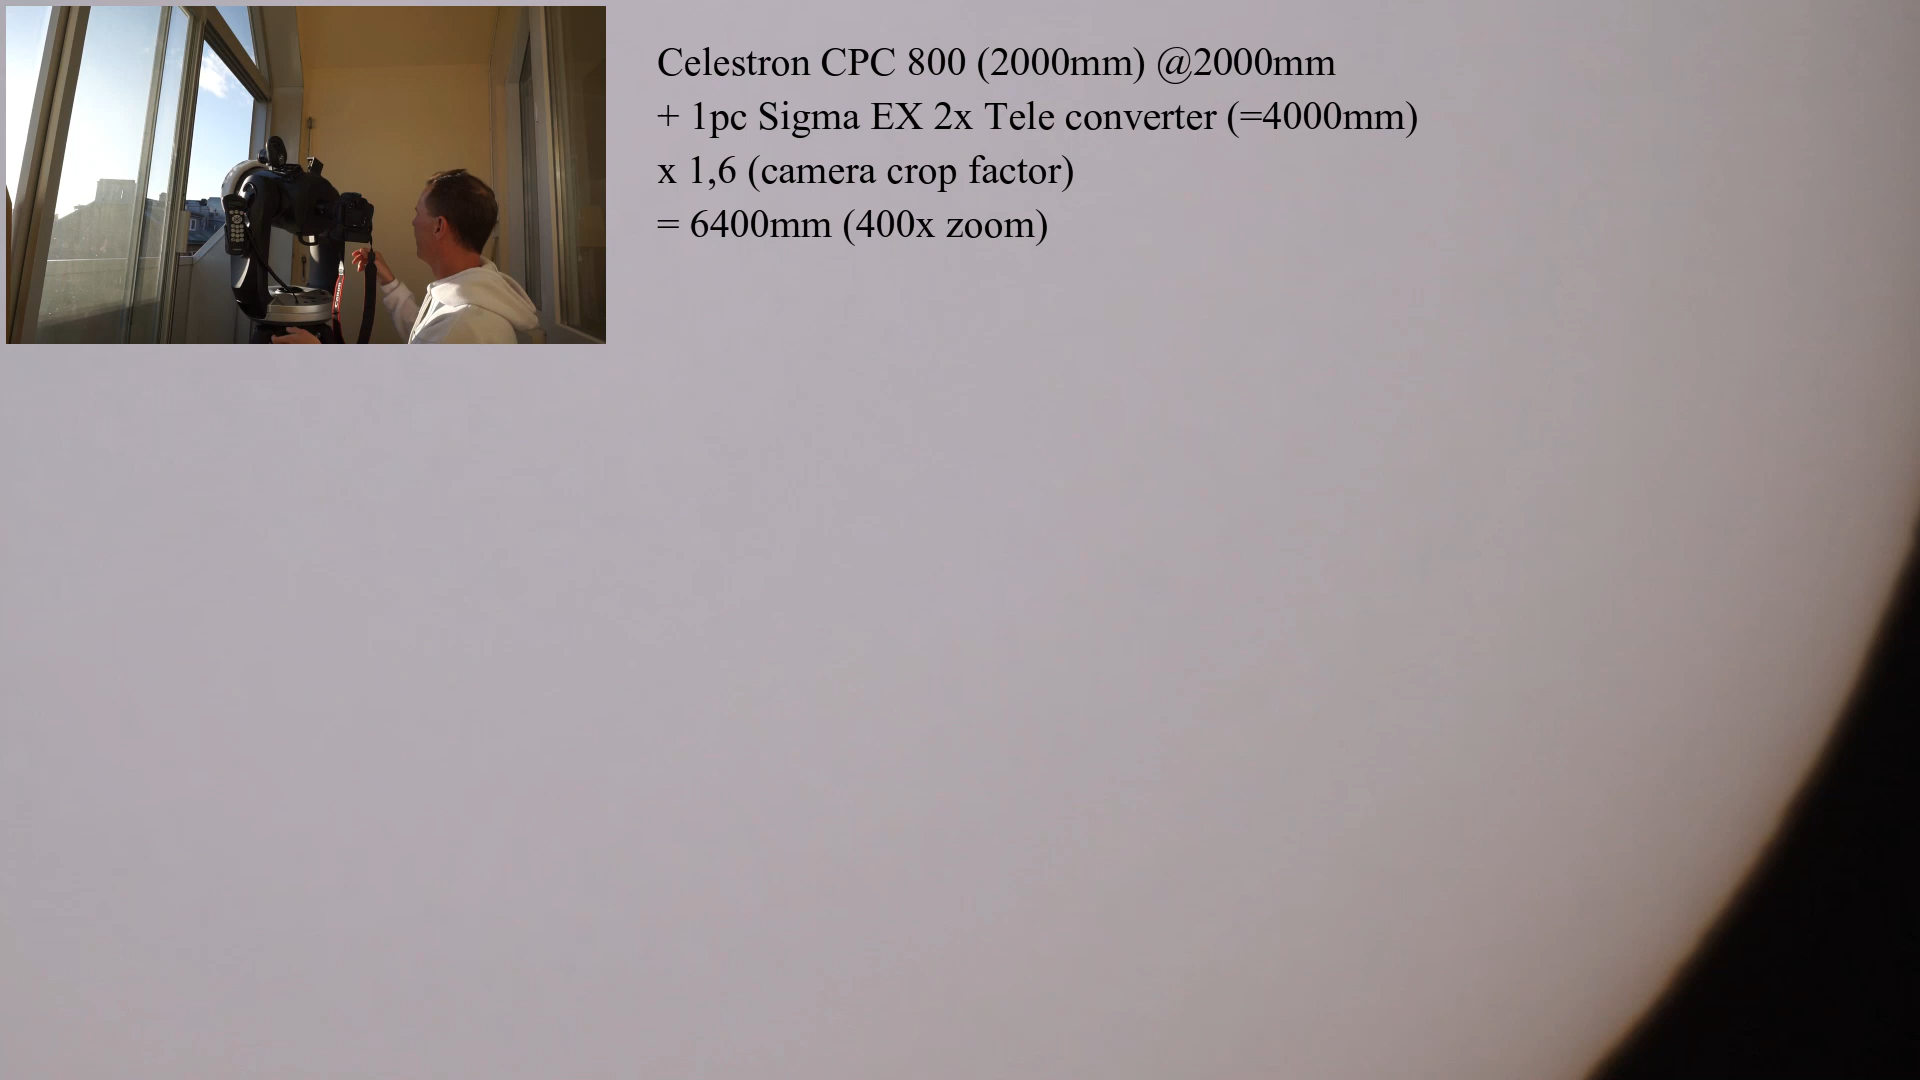 Celestron CPC 800 (2000mm) @2000mm
+ 1pc Sigma EX 2x Tele converter (=4000mm)
x 1,6 (camera crop factor)
= 6400mm (400x zoom)